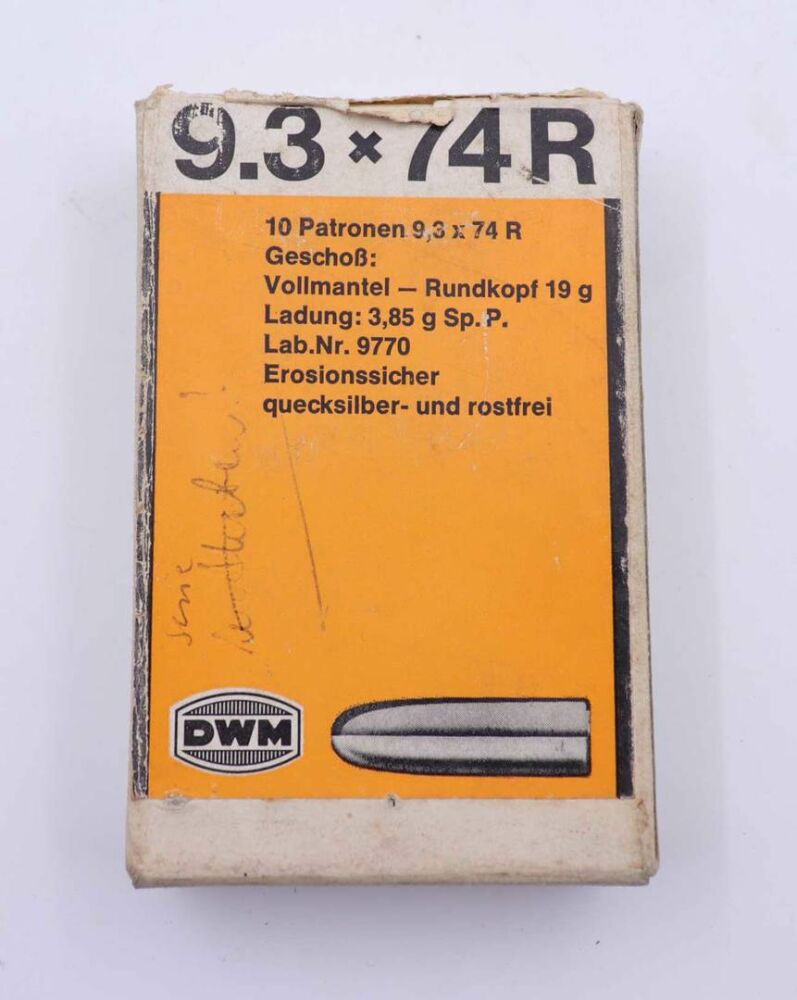 9.3 × 74 R
10 Patronen 9,3 x 74 R
Geschoß:
Vollmantel — Rundkopf 19 g
Ladung: 3,85 g Sp.P.
Lab.Nr. 9770
Erosionssicher
quecksilber- und rostfrei
DWM